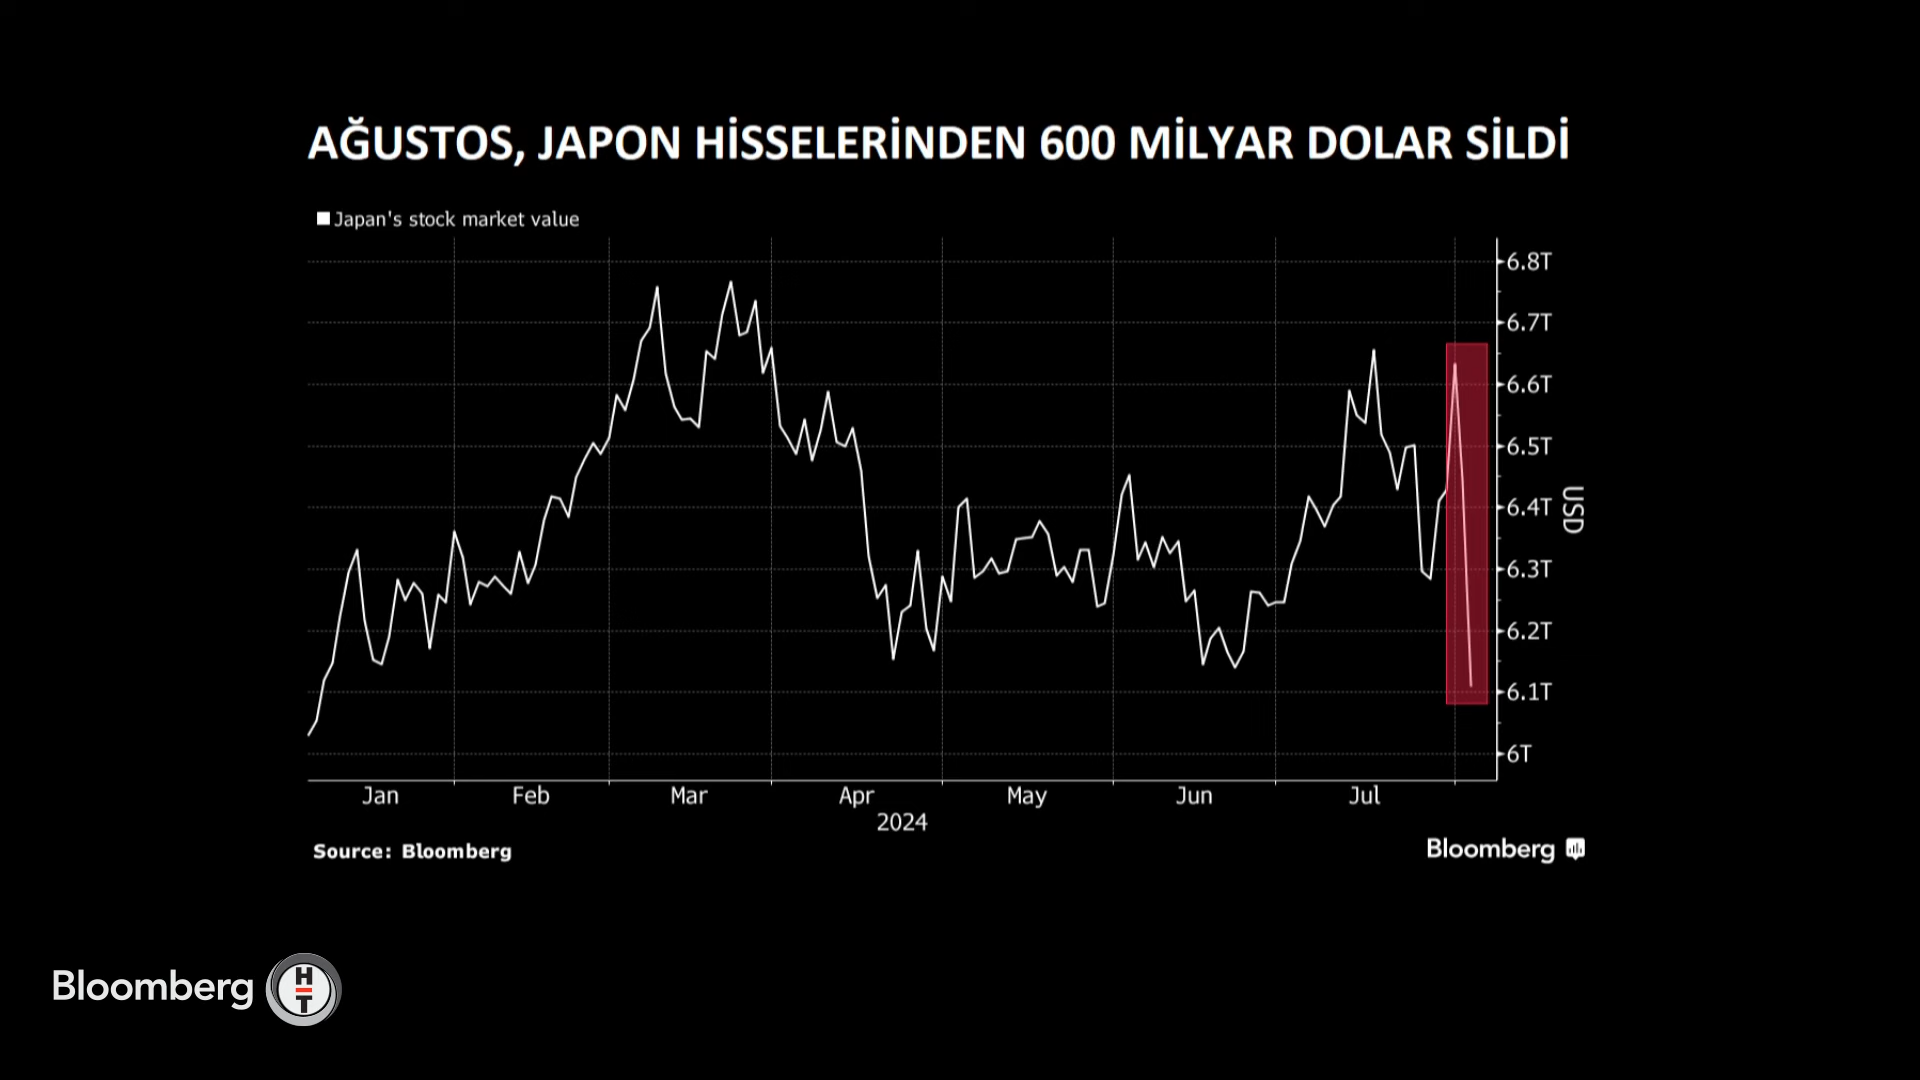 AĞUSTOS, JAPON HİSSELERİNDEN 600 MİLYAR DOLAR SİLDİ
Japan's stock market value
6.8T
6.7T
6.6T
6.5T
6.4T
6.3T
6.2T
6.1T
6T
USD
Jan Feb Mar Apr May Jun Jul
2024
Source: Bloomberg
Bloomberg
Bloomberg HT